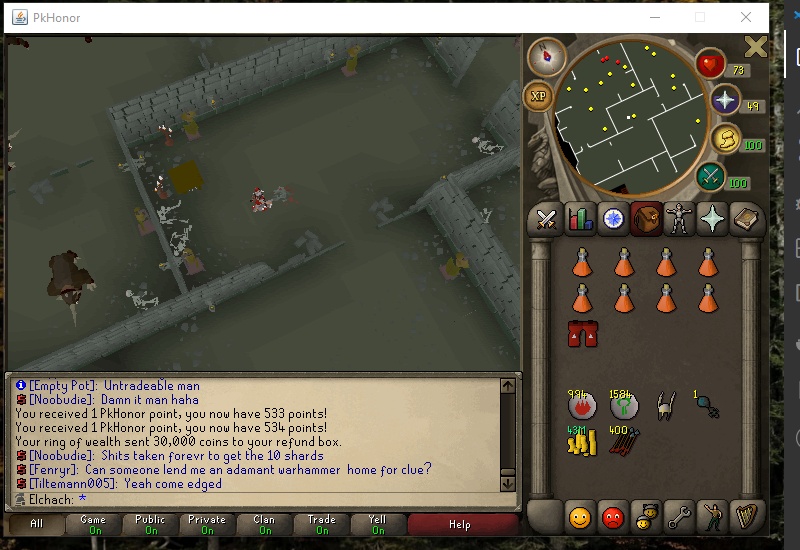 PkHonor
N
XP
73
49
100
100
994
1584
1
43M
400
[Empty Pot]: Untradeable man
[Noobudie]: Damn it man haha
You received 1 PkHonor point, you now have 533 points!
You received 1 PkHonor point, you now have 534 points!
Your ring of wealth sent 30,000 coins to your refund box.
[Noobudie]: Shits taken forevr to get the 10 shards
[Fenryr]: Can someone lend me an adamant warhammer home for clue?
[Tiltemann005]: Yeah come edged
Elchach: *
All
Game
On
Public
On
Private
On
Clan
On
Trade
On
Yell
On
Help